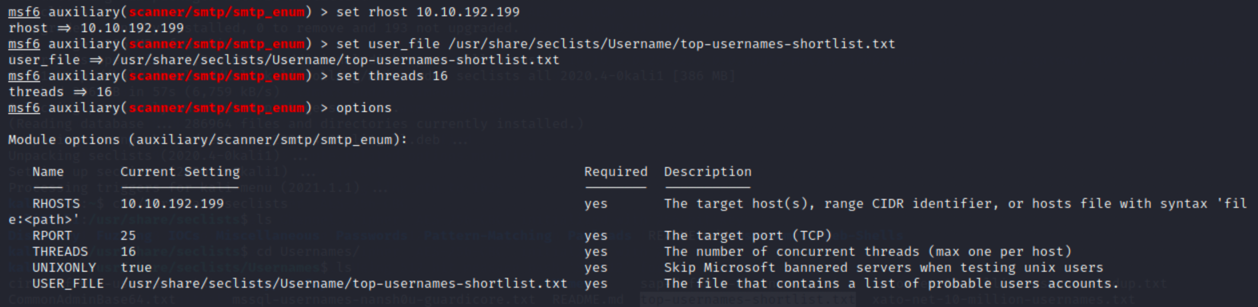 msf6 auxiliary(scanner/smtp/smtp_enum) > set rhost 10.10.192.199
rhost => 10.10.192.199
msf6 auxiliary(scanner/smtp/smtp_enum) > set user_file /usr/share/seclists/Username/top-usernames-shortlist.txt
user_file => /usr/share/seclists/Username/top-usernames-shortlist.txt
msf6 auxiliary(scanner/smtp/smtp_enum) > set threads 16
threads => 16
msf6 auxiliary(scanner/smtp/smtp_enum) > options
Module options (auxiliary/scanner/smtp/smtp_enum):
Name Current Setting Required Description
---- --------------- -------- -----------
RHOSTS 10.10.192.199 yes The target host(s), range CIDR identifier, or hosts file with syntax 'fil
e:<path>'
RPORT 25 yes The target port (TCP)
THREADS 16 yes The number of concurrent threads (max one per host)
UNIXONLY true yes Skip Microsoft bannered servers when testing unix users
USER_FILE /usr/share/seclists/Username/top-usernames-shortlist.txt yes The file that contains a list of probable users accounts.